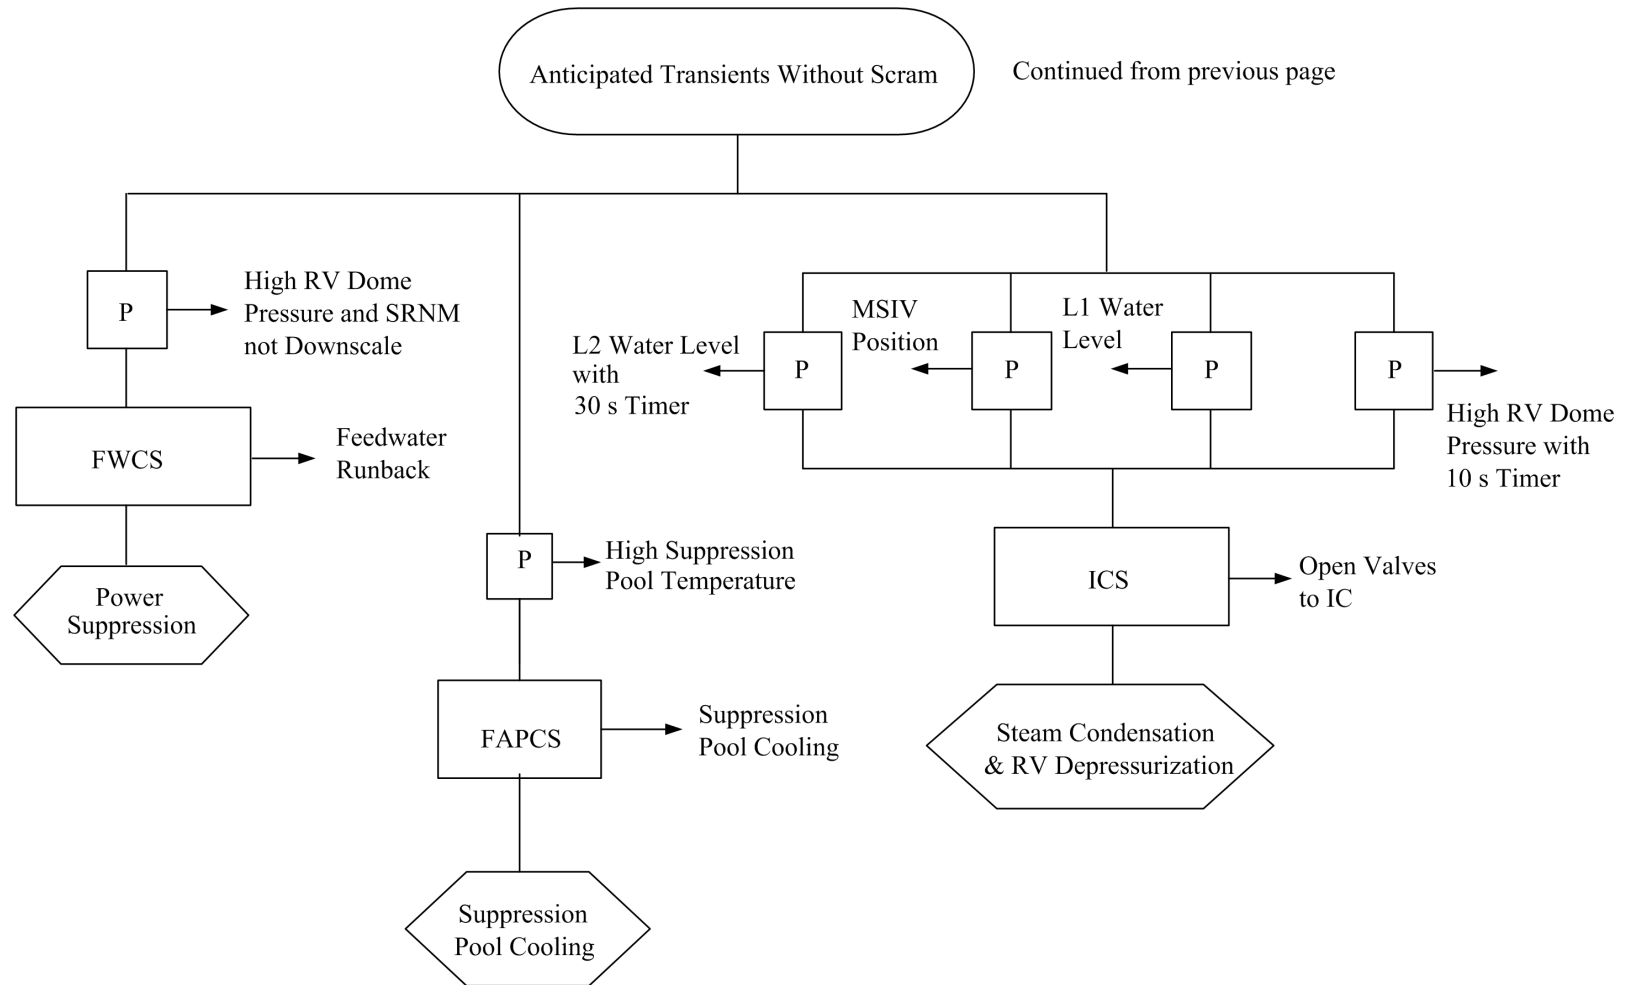 Anticipated Transients Without Scram
Continued from previous page
P
High RV Dome
Pressure and SRNM
not Downscale
FWCS
Feedwater
Runback
Power
Suppression
P
High Suppression
Pool Temperature
FAPCS
Suppression
Pool Cooling
Suppression
Pool Cooling
L2 Water Level
with
30 s Timer
P
MSIV
Position
P
L1 Water
Level
P
P
High RV Dome
Pressure with
10 s Timer
ICS
Open Valves
to IC
Steam Condensation
& RV Depressurization